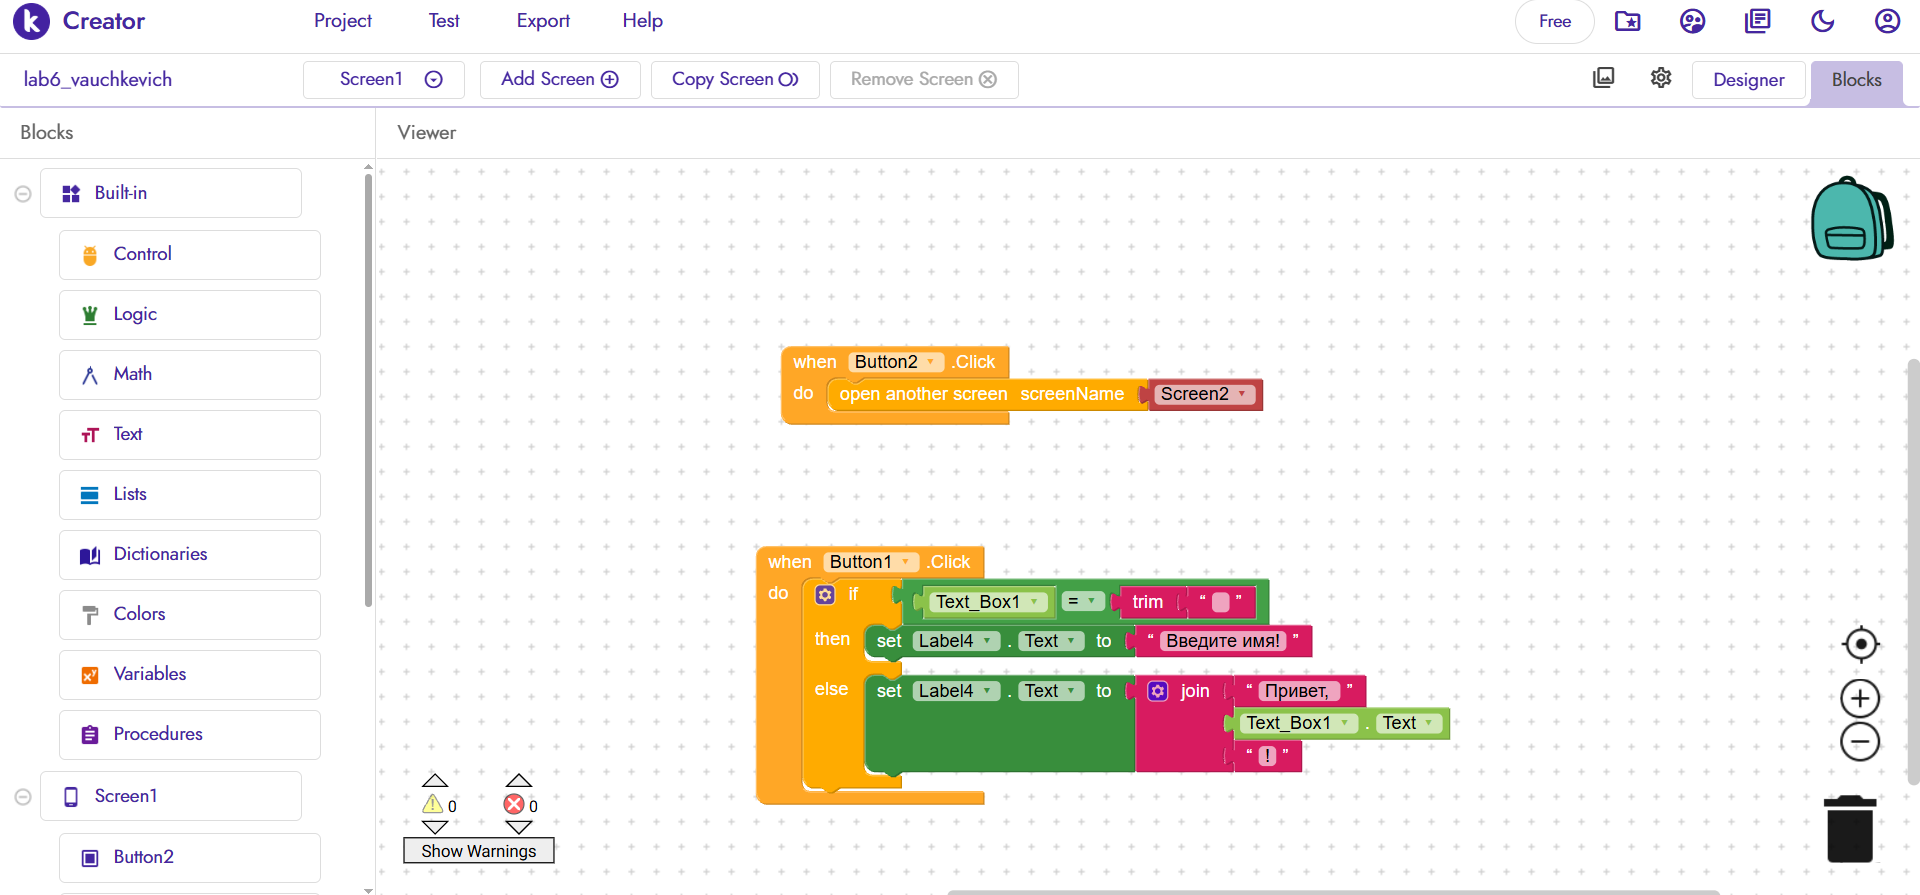 Creator Project Test Export Help Free
lab6_vauchkevich Screen1 Add Screen Copy Screen Remove Screen Designer Blocks
Blocks Viewer
Built-in
Control
Logic
Math
Text
Lists
Dictionaries
Colors
Variables
Procedures
Screen1
Button2
when Button2 .Click
do open another screen screenName Screen2
when Button1 .Click
do if Text_Box1 = trim “ ”
then set Label4 . Text to “ Введите имя! ”
else set Label4 . Text to join “ Привет, ”
Text_Box1 . Text
“ ! ”
0 0
Show Warnings